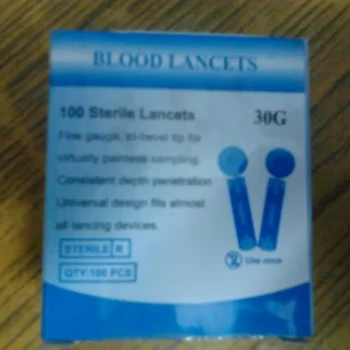 BLOOD LANCETS
100 Sterile Lancets
30G
Fine gauge, tri-bevel tip for
virtually painless sampling.
Consistent depth penetration
Universal design fits almost
all lancing devices.
STERILE R
Use once
QTY:100 PCS